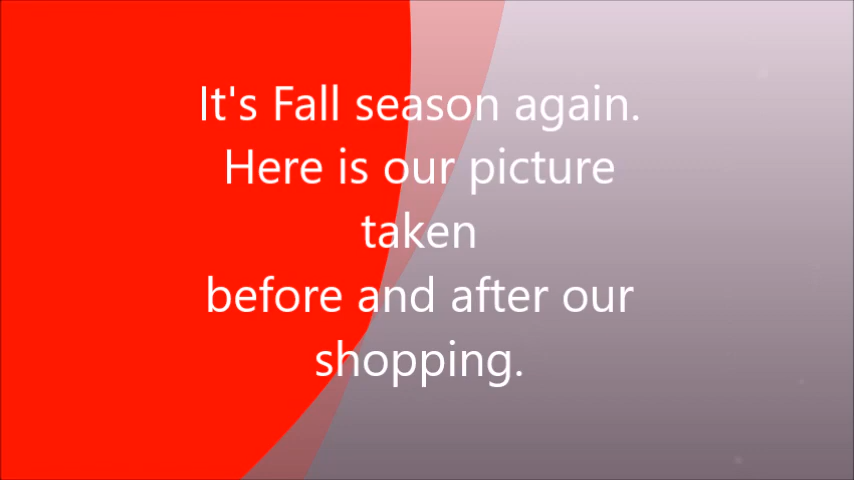 It's Fall season again.
Here is our picture
taken
before and after our
shopping.